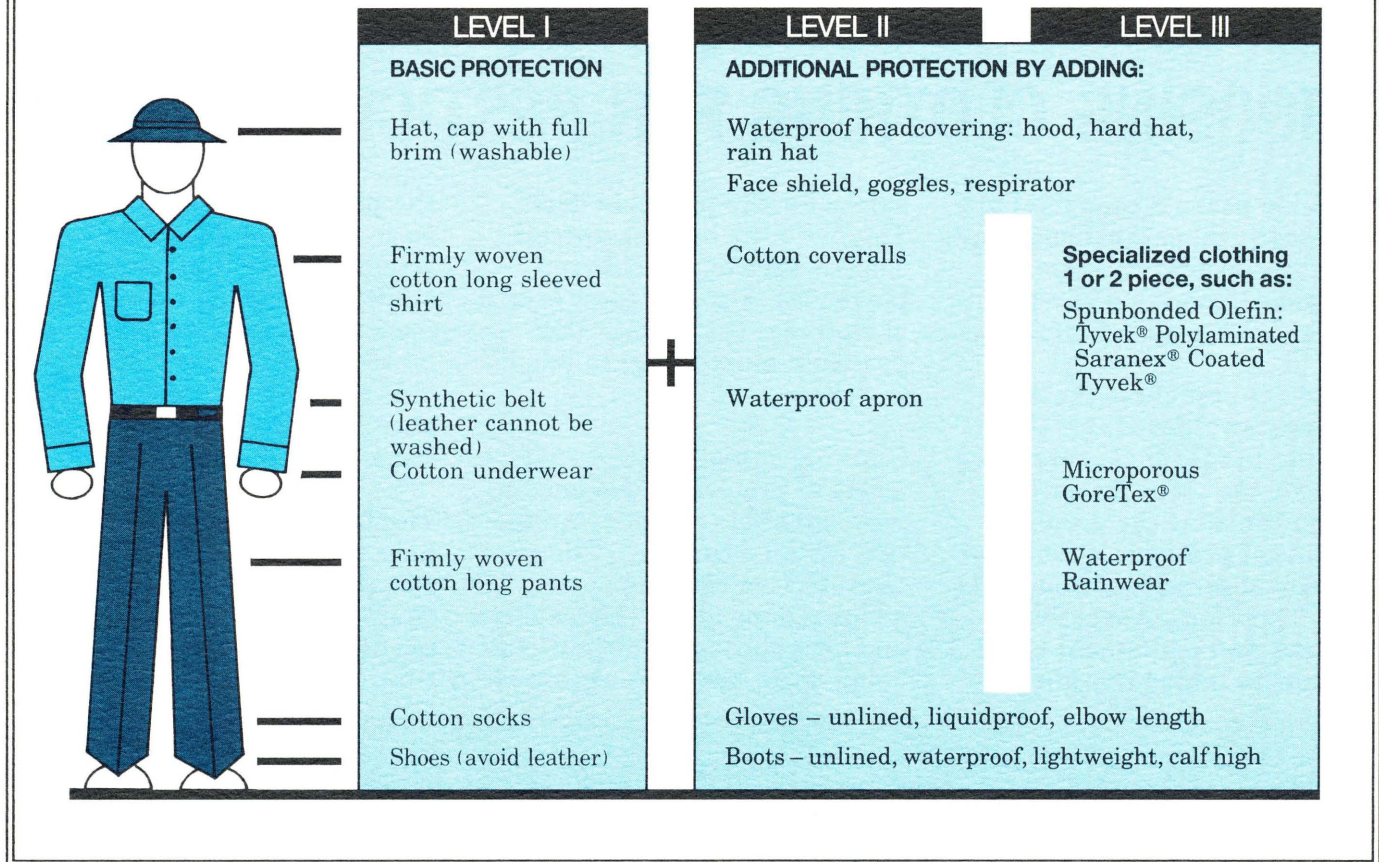 LEVEL I
BASIC PROTECTION
Hat, cap with full
brim (washable)
Firmly woven
cotton long sleeved
shirt
Synthetic belt
(leather cannot be
washed)
Cotton underwear
Firmly woven
cotton long pants
Cotton socks
Shoes (avoid leather)
+
LEVEL II
LEVEL III
ADDITIONAL PROTECTION BY ADDING:
Waterproof headcovering: hood, hard hat,
rain hat
Face shield, goggles, respirator
Cotton coveralls
Waterproof apron
Specialized clothing
1 or 2 piece, such as:
Spunbonded Olefin:
Tyvek® Polylaminated
Saranex® Coated
Tyvek®
Microporous
GoreTex®
Waterproof
Rainwear
Gloves – unlined, liquidproof, elbow length
Boots – unlined, waterproof, lightweight, calf high